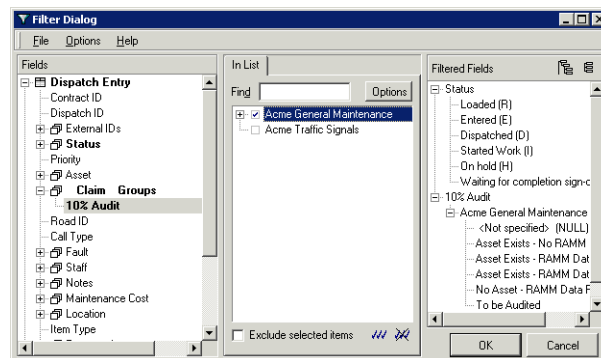 Filter Dialog
File Options Help
Fields
Dispatch Entry
Contract ID
Dispatch ID
External IDs
Status
Priority
Asset
Claim Groups
10% Audit
Road ID
Call Type
Fault
Staff
Notes
Maintenance Cost
Location
Item Type
In List
Find Options
Acme General Maintenance
Acme Traffic Signals
Exclude selected items
Filtered Fields
Status
Loaded (R)
Entered (E)
Dispatched (D)
Started Work (I)
On hold (H)
Waiting for completion sign-c
10% Audit
Acme General Maintenance
<Not specified> (NULL)
Asset Exists - No RAMM
Asset Exists - RAMM Dat
Asset Exists - RAMM Dat
No Asset - RAMM Data F
To be Audited
OK Cancel